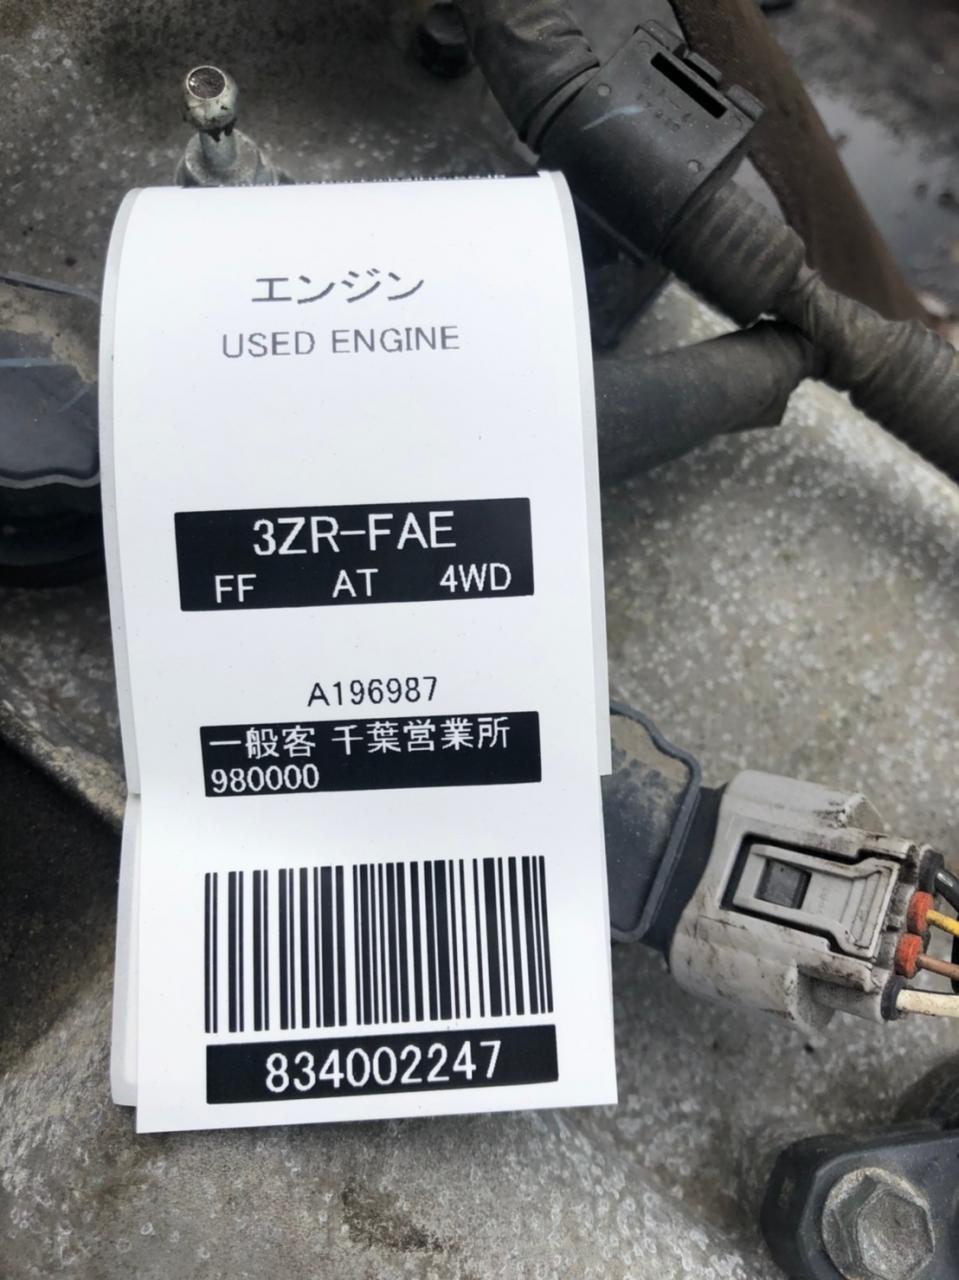 エンジン
USED ENGINE
3ZR-FAE
FF AT 4WD
A196987
一般客 千葉営業所
980000
834002247